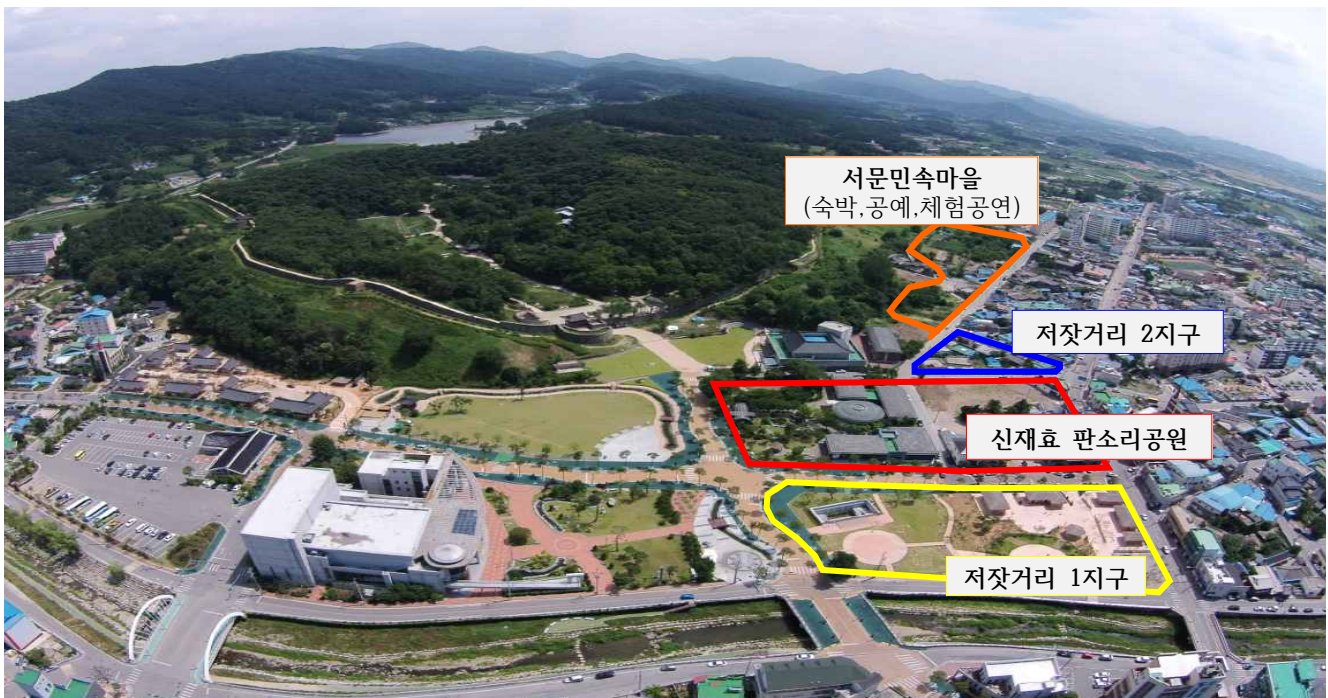 서문민속마을
(숙박,공예,체험공연)
저잣거리 2지구
신재효 판소리공원
저잣거리 1지구